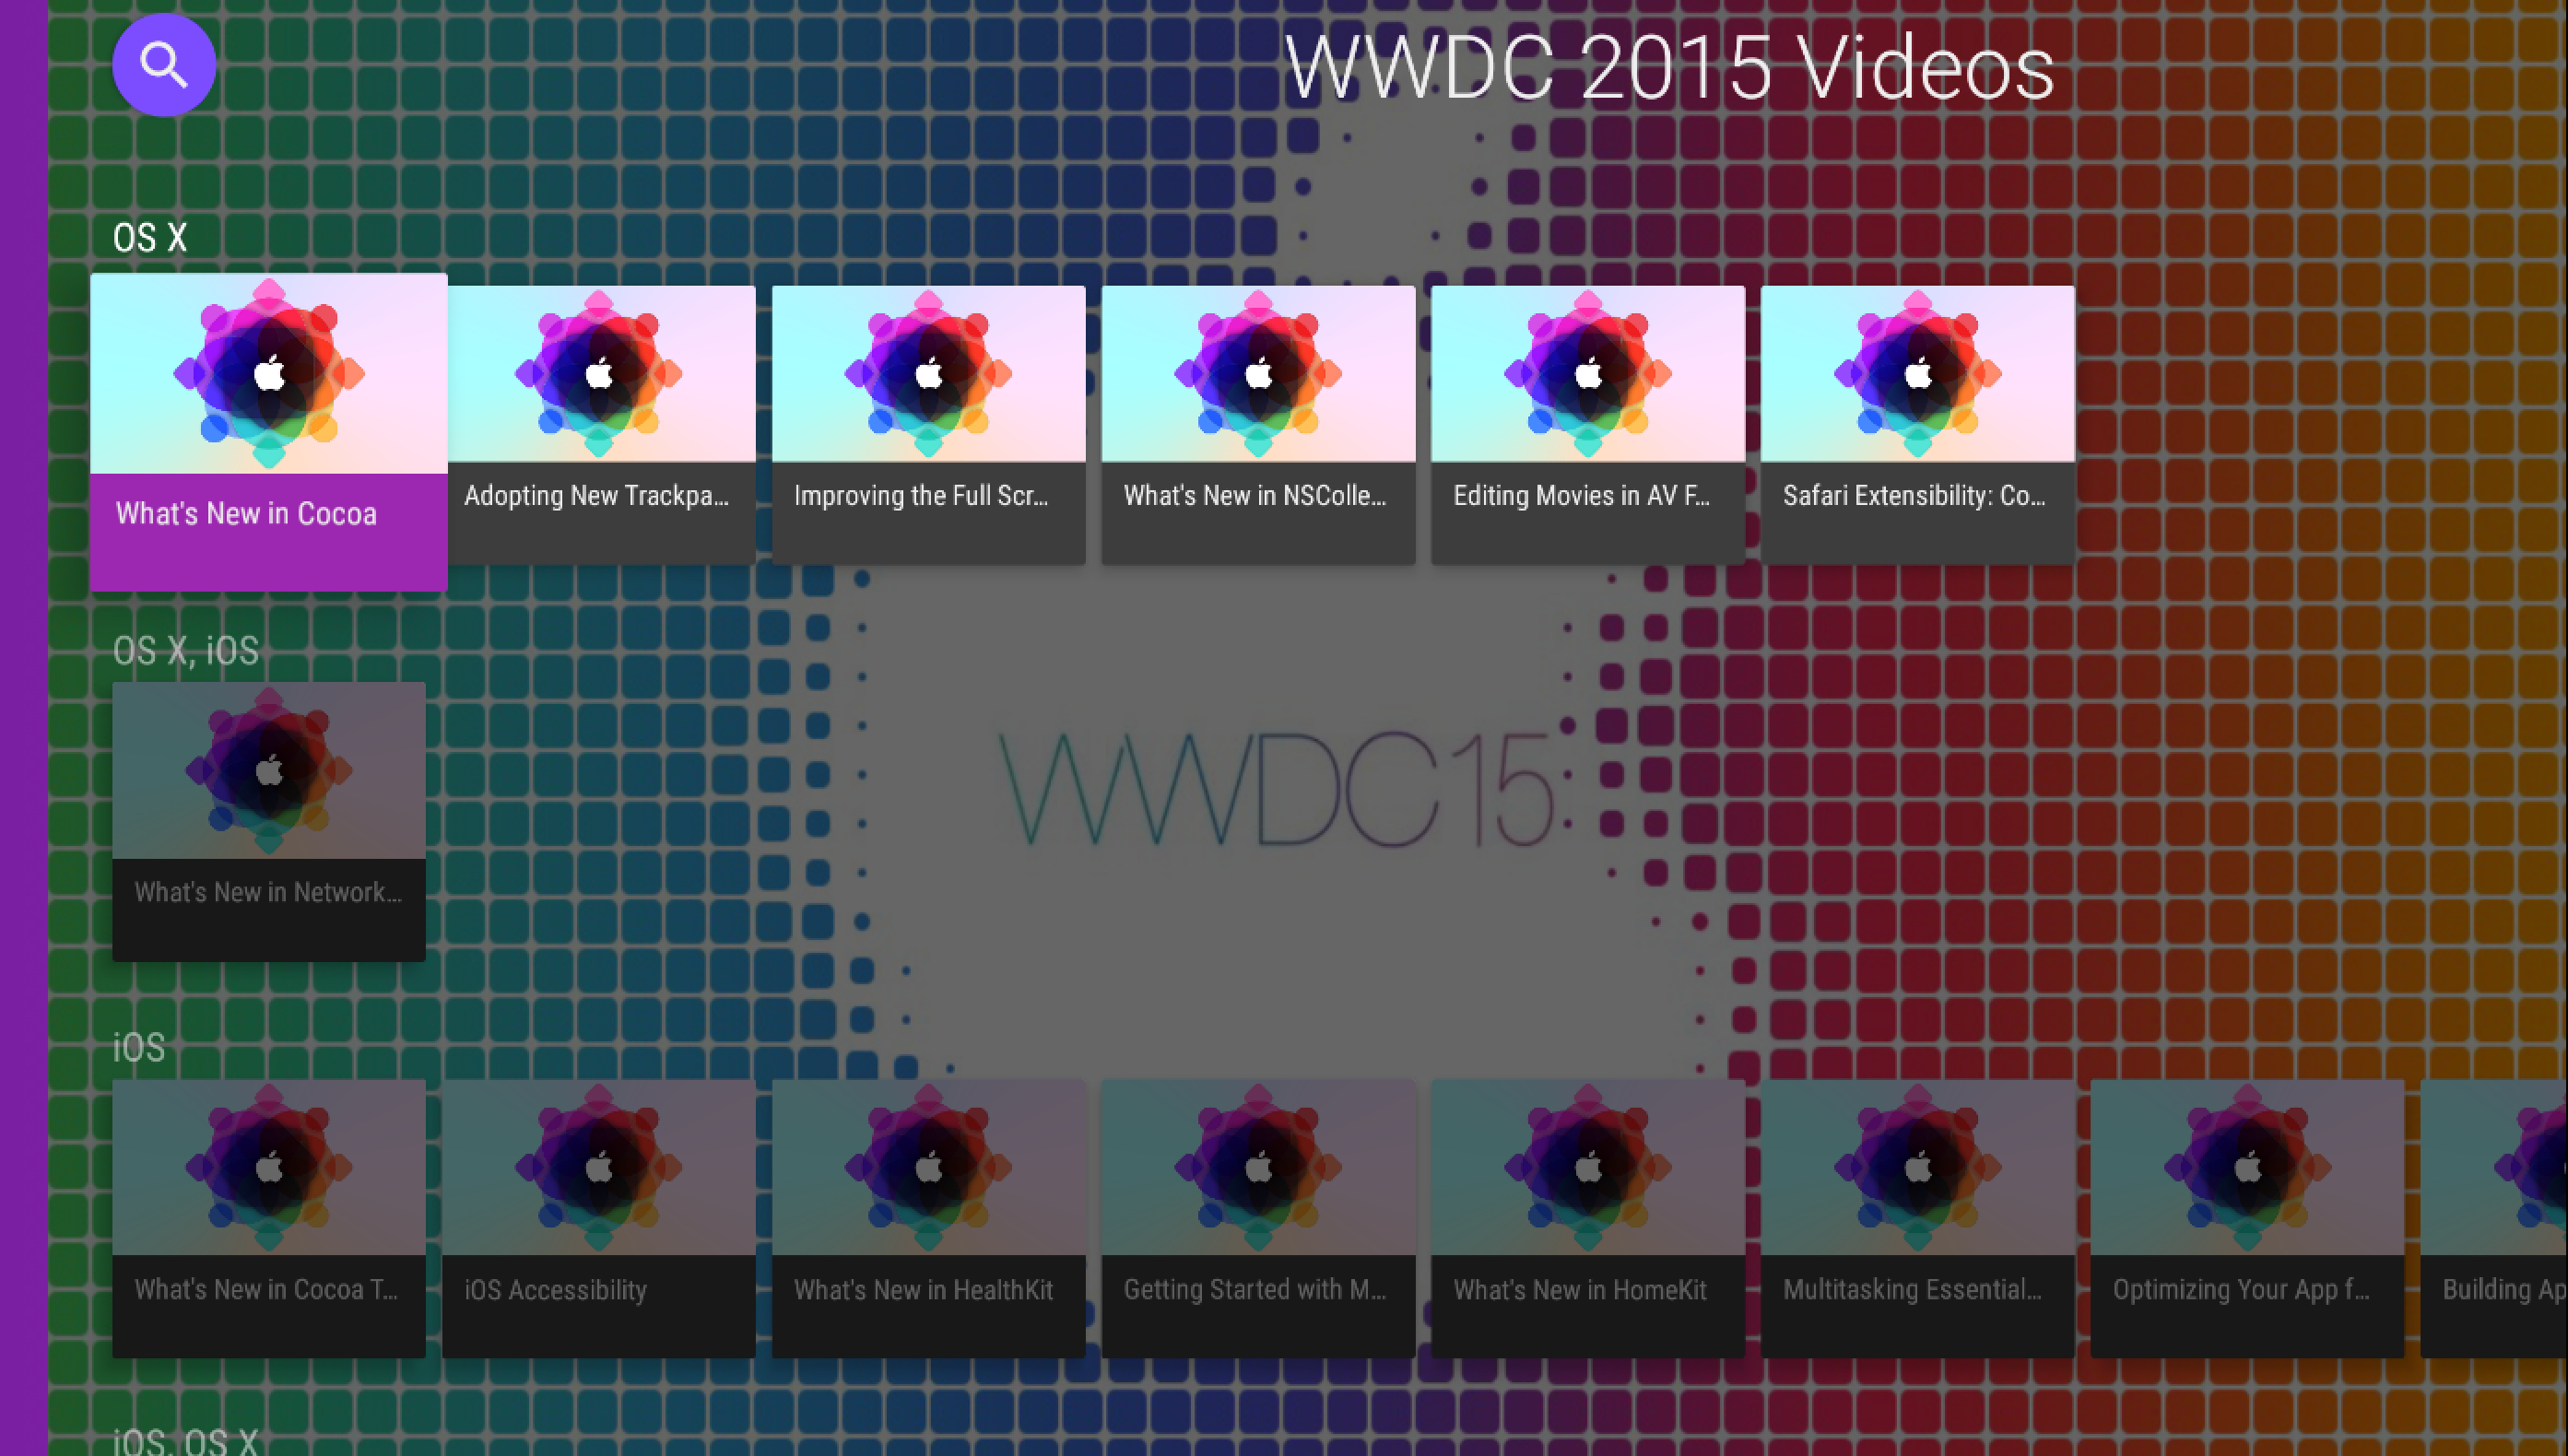 WWDC 2015 Videos
OS X
What's New in Cocoa
Adopting New Trackpa...
Improving the Full Scr...
What's New in NSColle...
Editing Movies in AV F...
Safari Extensibility: Co...
OS X, iOS
What's New in Network...
WWDC15
iOS
What's New in Cocoa T...
iOS Accessibility
What's New in HealthKit
Getting Started with M...
What's New in HomeKit
Multitasking Essential...
Optimizing Your App f...
Building Ap
iOS, OS X